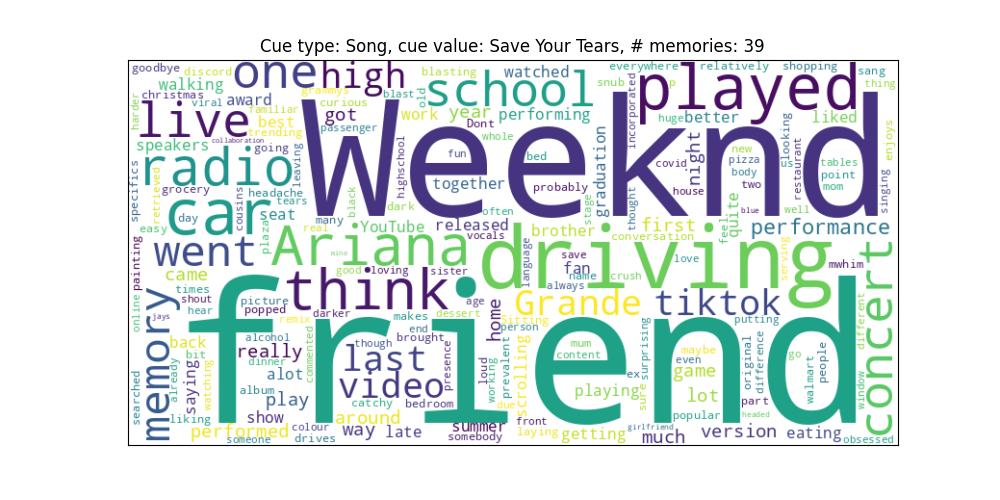 Cue type: Song, cue value: Save Your Tears, # memories: 39
goodbye discord one high blasting watched everywhere relatively shopping sang
walking grammys curious school snub played thing
christmas viral award familiar got blast old work year performing huge better liked
harder live best trending passenger Dont whole incorporated
speakers collaboration going Weeknd fun bed graduation covid night new pizza tables us looking enjoys
radio leaving highschool together probably thought house body two point mom restaurant
specifics retrieved grocery headache cousins tears black dark often stage blue well singing
easy car day seat many YouTube released vocals brother first feel quite performance
plaza real Ariana driving conversation love serving
went mine language save
painting came good loving sister fan name crush mwhim
memory times think always Grande tiktok concert
online shout picture popped darker age home Sitting putting different
jays hear remix makes dessert person
back alcohol commented though end brought presence mum content surprising maybe even original difference go people
searched already bit really last loud working prevalent scrolling friend ex game walmart window
saying watching dinner alot video
liking album play catchy bedroom due playing sure lot part
show around summer front popular headed
performed colour way late laying getting girlfriend much version eating
someone drives somebody obsessed